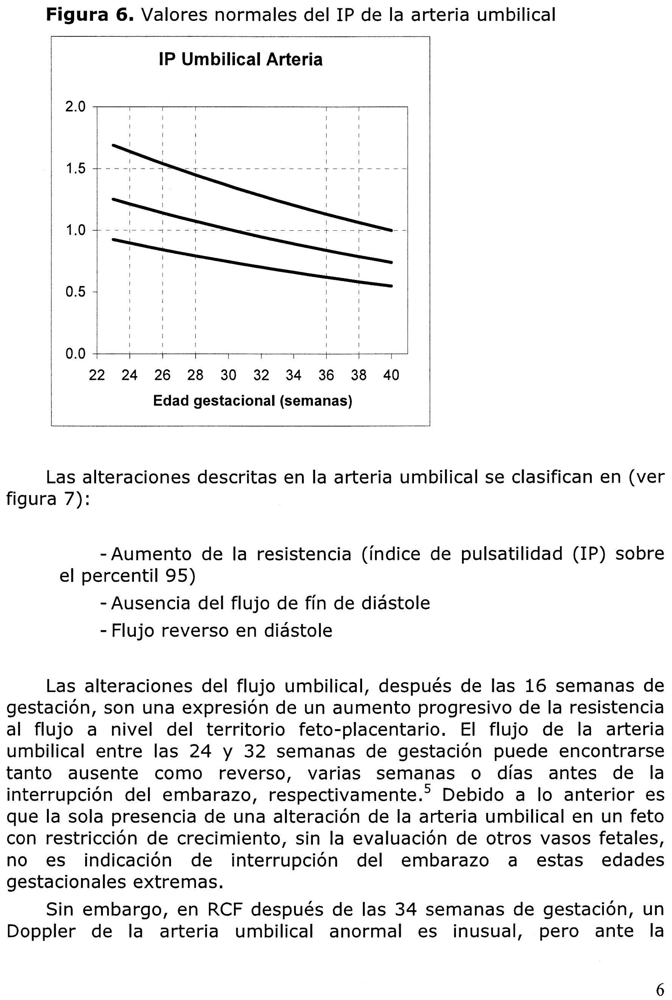 Figura 6. Valores normales del IP de la arteria umbilical
IP Umbilical Arteria
2.0
1.5
1.0
0.5
0.0
22 24 26 28 30 32 34 36 38 40
Edad gestacional (semanas)
Las alteraciones descritas en la arteria umbilical se clasifican en (ver
figura 7):
- Aumento de la resistencia (índice de pulsatilidad (IP) sobre
el percentil 95)
- Ausencia del flujo de fín de diástole
- Flujo reverso en diástole
Las alteraciones del flujo umbilical, después de las 16 semanas de
gestación, son una expresión de un aumento progresivo de la resistencia
al flujo a nivel del territorio feto-placentario. El flujo de la arteria
umbilical entre las 24 y 32 semanas de gestación puede encontrarse
tanto ausente como reverso, varias semanas o días antes de la
interrupción del embarazo, respectivamente.⁵ Debido a lo anterior es
que la sola presencia de una alteración de la arteria umbilical en un feto
con restricción de crecimiento, sin la evaluación de otros vasos fetales,
no es indicación de interrupción del embarazo a estas edades
gestacionales extremas.
Sin embargo, en RCF después de las 34 semanas de gestación, un
Doppler de la arteria umbilical anormal es inusual, pero ante la
6